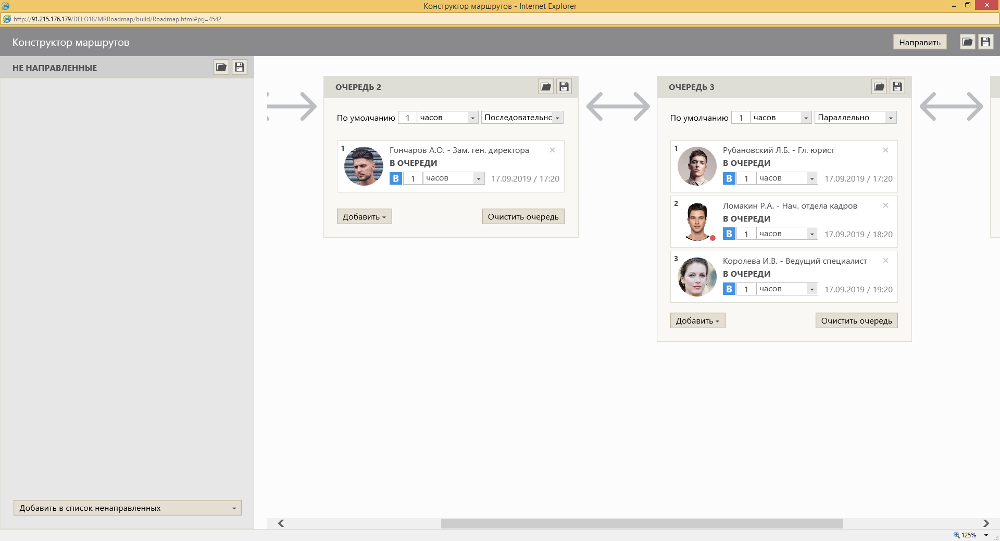 Конструктор маршрутов - Internet Explorer
http://91.215.176.179/DELO18/MRRoadmap/build/Roadmap.html#prj=4542
Конструктор маршрутов
Направить
НЕ НАПРАВЛЕННЫЕ
ОЧЕРЕДЬ 2
По умолчанию 1 часов Последовательно
1 Гончаров А.О. - Зам. ген. директора
В ОЧЕРЕДИ
В 1 часов 17.09.2019 / 17:20
Добавить Очистить очередь
ОЧЕРЕДЬ 3
По умолчанию 1 часов Параллельно
1 Рубановский Л.Б. - Гл. юрист
В ОЧЕРЕДИ
В 1 часов 17.09.2019 / 17:20
2 Ломакин Р.А. - Нач. отдела кадров
В ОЧЕРЕДИ
В 1 часов 17.09.2019 / 18:20
3 Королева И.В. - Ведущий специалист
В ОЧЕРЕДИ
В 1 часов 17.09.2019 / 19:20
Добавить Очистить очередь
Добавить в список ненаправленных
125%